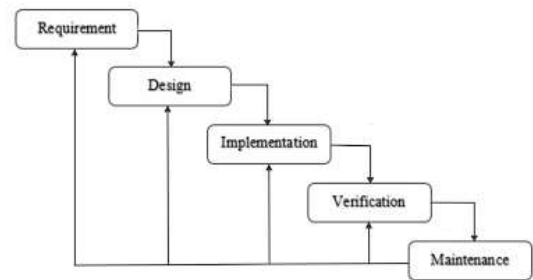 Requirement
Design
Implementation
Verification
Maintenance